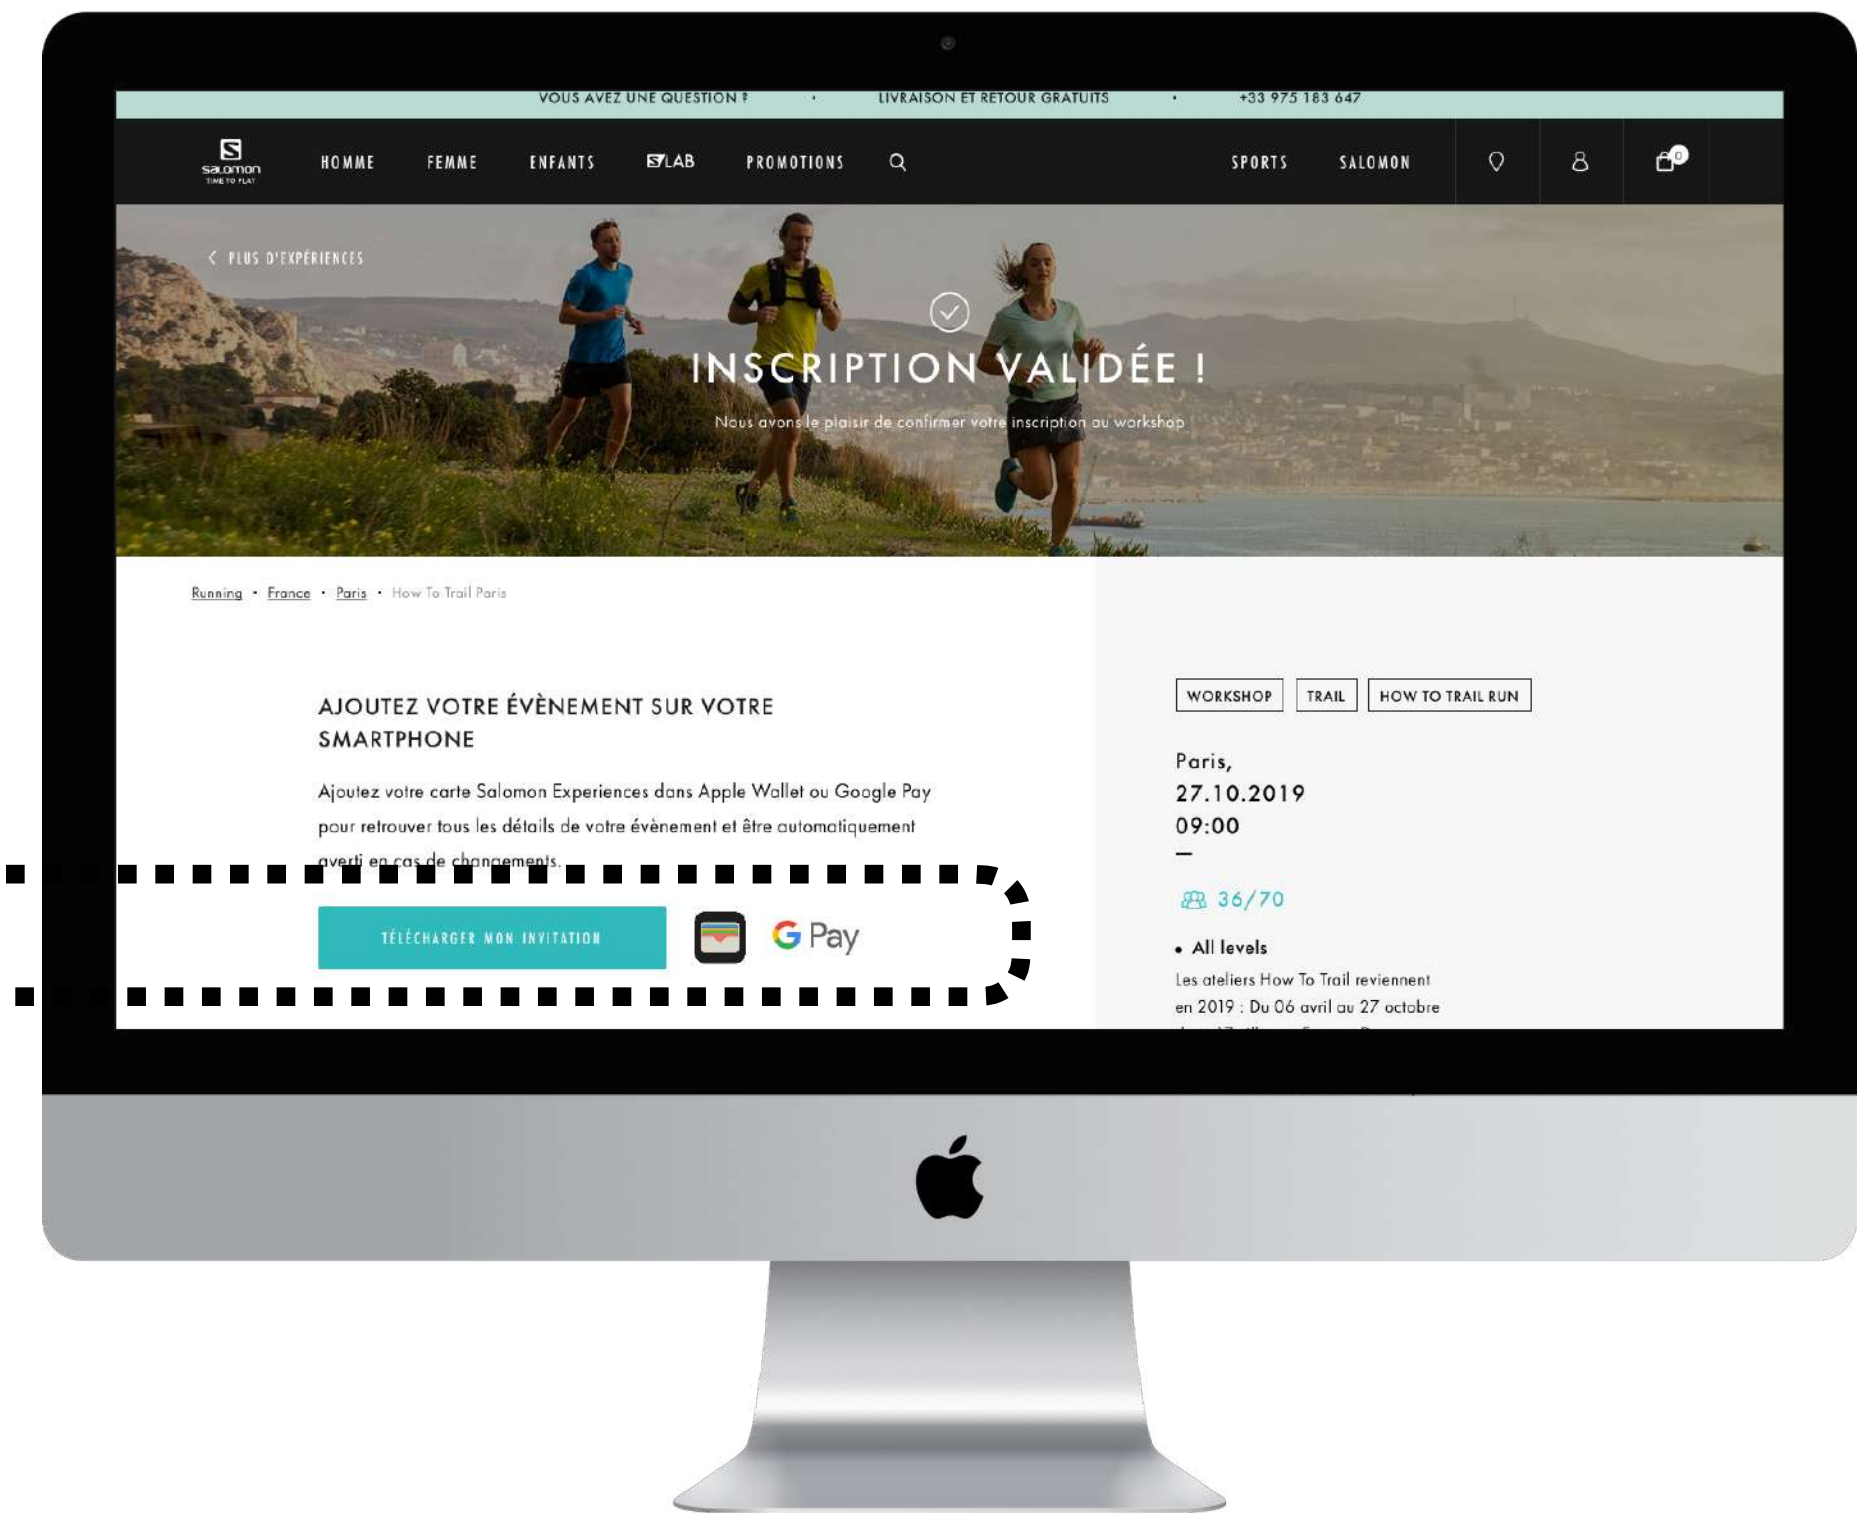 VOUS AVEZ UNE QUESTION ? · LIVRAISON ET RETOUR GRATUITS · +33 975 183 647
salomon
TIME TO PLAY
HOMME FEMME ENFANTS S/LAB PROMOTIONS SPORTS SALOMON 0
< PLUS D'EXPÉRIENCES
INSCRIPTION VALIDÉE !
Nous avons le plaisir de confirmer votre inscription au workshop
Running · France · Paris · How To Trail Paris
AJOUTEZ VOTRE ÉVÈNEMENT SUR VOTRE
SMARTPHONE
Ajoutez votre carte Salomon Experiences dans Apple Wallet ou Google Pay
pour retrouver tous les détails de votre évènement et être automatiquement
averti en cas de changements.
TÉLÉCHARGER MON INVITATION
G Pay
WORKSHOP TRAIL HOW TO TRAIL RUN
Paris,
27.10.2019
09:00
—
36/70
• All levels
Les ateliers How To Trail reviennent
en 2019 : Du 06 avril au 27 octobre